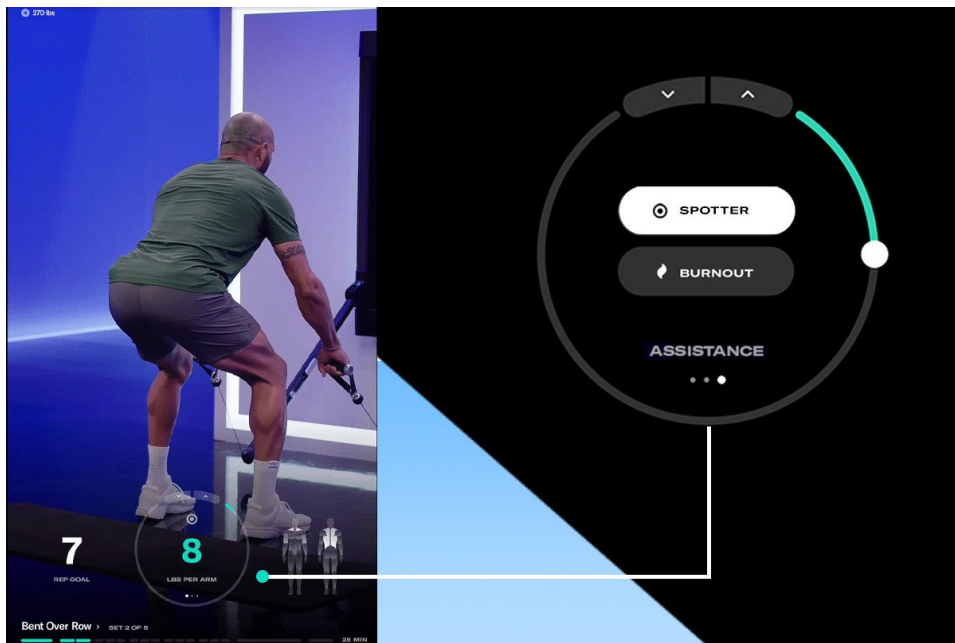 270 lbs
SPOTTER
BURNOUT
ASSISTANCE
7
8
REP GOAL
LBS PER ARM
Bent Over Row › SET 2 OF 5
26 MIN